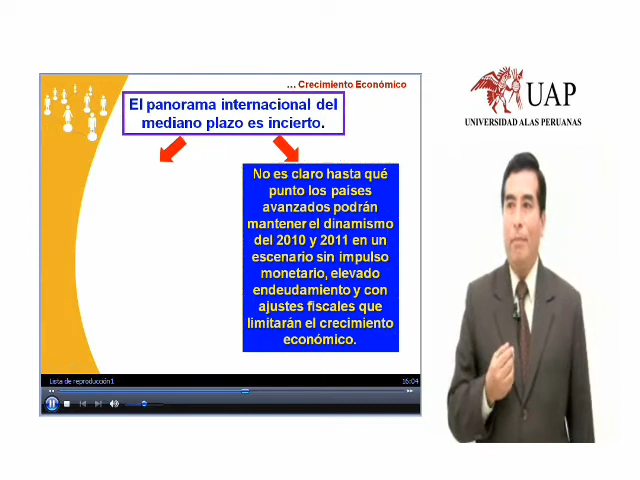 ... Crecimiento Económico
El panorama internacional del
mediano plazo es incierto.
No es claro hasta qué
punto los países
avanzados podrán
mantener el dinamismo
del 2010 y 2011 en un
escenario sin impulso
monetario, elevado
endeudamiento y con
ajustes fiscales que
limitarán el crecimiento
económico.
Lista de reproducción1
16:04
UAP
UNIVERSIDAD ALAS PERUANAS